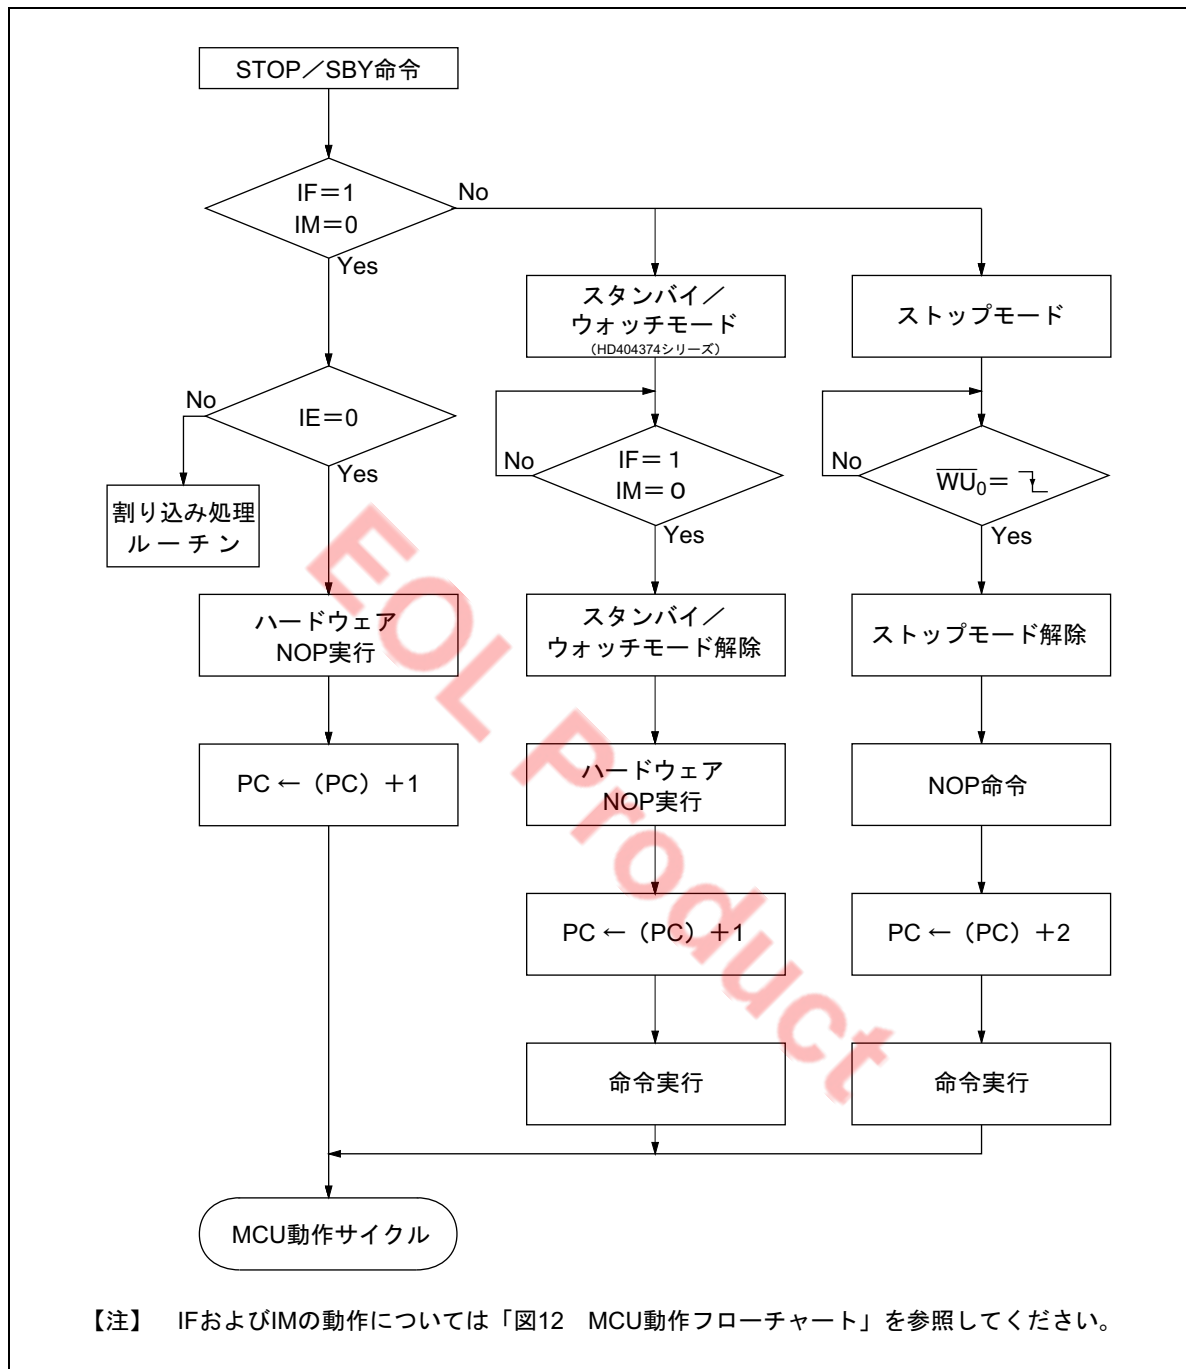 STOP／SBY命令
IF＝1
IM＝0
No
Yes
スタンバイ／
ウォッチモード
（HD404374シリーズ）
ストップモード
No
IE＝0
Yes
割り込み処理
ルーチン
No
IF＝1
IM＝0
Yes
No
WU0＝
Yes
ハードウェア
NOP実行
スタンバイ／
ウォッチモード解除
ストップモード解除
PC ← （PC）＋1
ハードウェア
NOP実行
NOP命令
PC ← （PC）＋1
PC ← （PC）＋2
命令実行
命令実行
MCU動作サイクル
【注】　IFおよびIMの動作については「図12　MCU動作フローチャート」を参照してください。
EOL Product